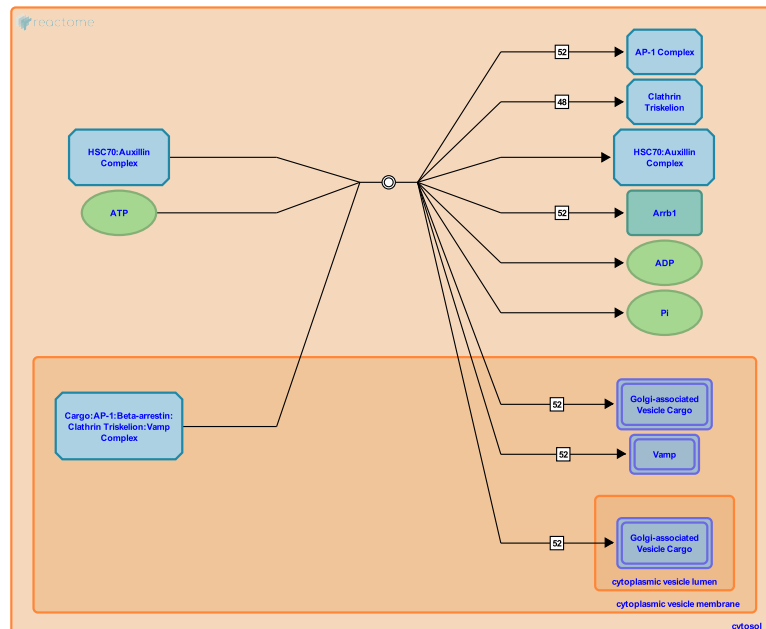 reactome
52
AP-1 Complex
48
Clathrin
Triskelion
HSC70:Auxillin
Complex
HSC70:Auxillin
Complex
ATP
52
Arrb1
ADP
Pi
Cargo:AP-1:Beta-arrestin:
Clathrin Triskelion:Vamp
Complex
52
Golgi-associated
Vesicle Cargo
52
Vamp
52
Golgi-associated
Vesicle Cargo
cytoplasmic vesicle lumen
cytoplasmic vesicle membrane
cytosol